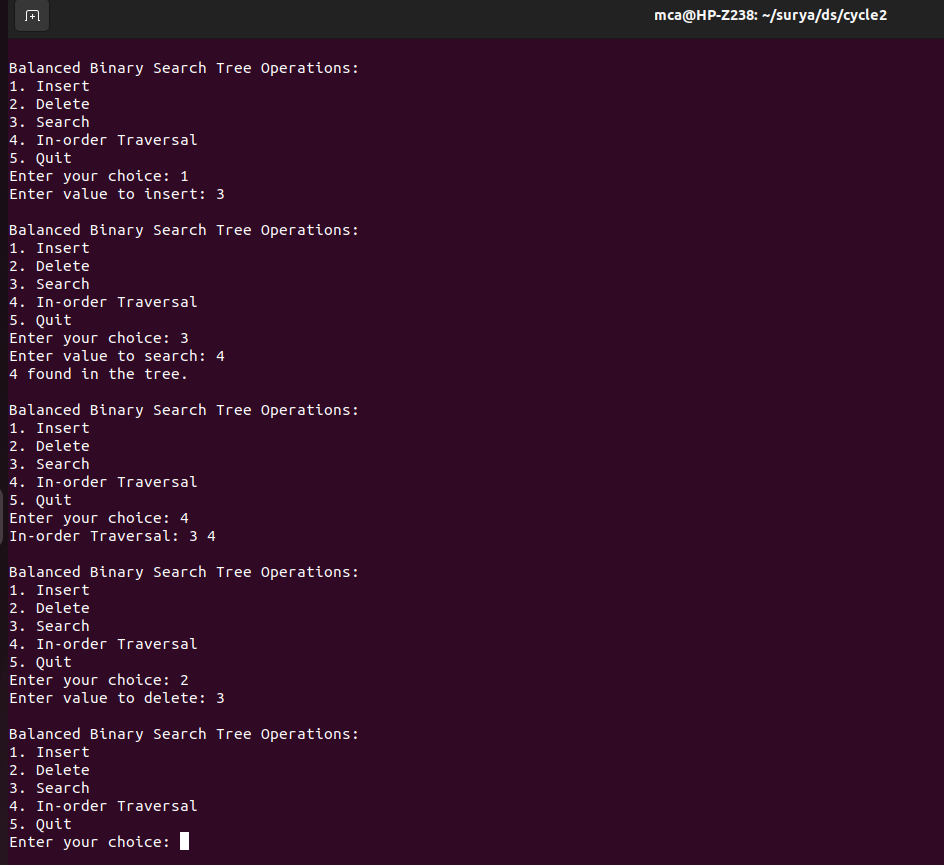 mca@HP-Z238: ~/surya/ds/cycle2
Balanced Binary Search Tree Operations:
1. Insert
2. Delete
3. Search
4. In-order Traversal
5. Quit
Enter your choice: 1
Enter value to insert: 3
Balanced Binary Search Tree Operations:
1. Insert
2. Delete
3. Search
4. In-order Traversal
5. Quit
Enter your choice: 3
Enter value to search: 4
4 found in the tree.
Balanced Binary Search Tree Operations:
1. Insert
2. Delete
3. Search
4. In-order Traversal
5. Quit
Enter your choice: 4
In-order Traversal: 3 4
Balanced Binary Search Tree Operations:
1. Insert
2. Delete
3. Search
4. In-order Traversal
5. Quit
Enter your choice: 2
Enter value to delete: 3
Balanced Binary Search Tree Operations:
1. Insert
2. Delete
3. Search
4. In-order Traversal
5. Quit
Enter your choice: